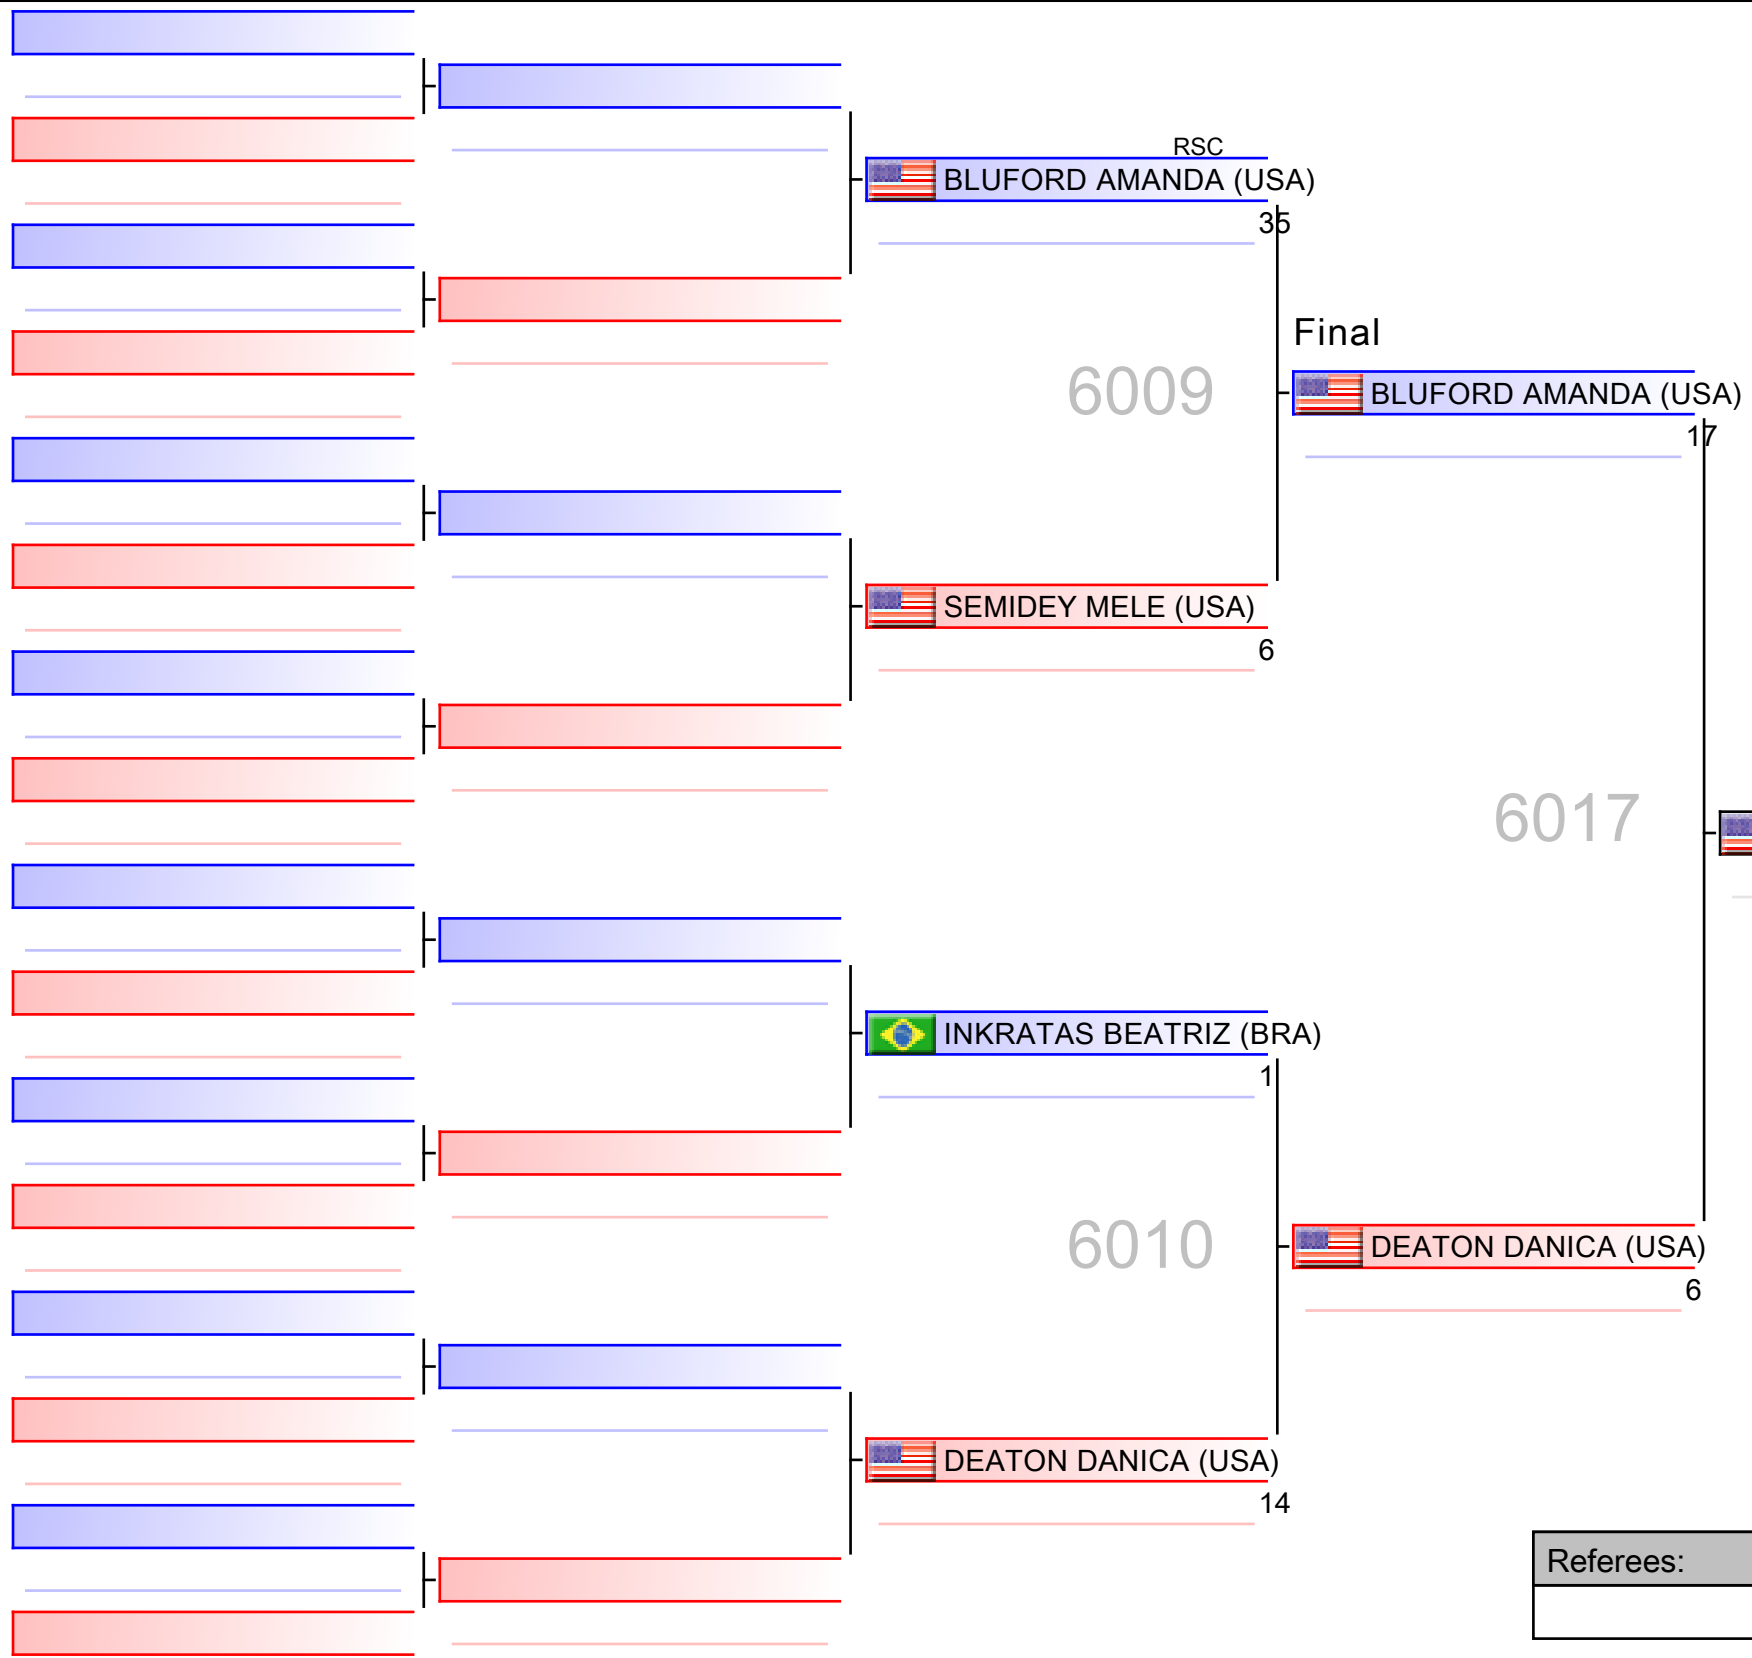 RSC
BLUFORD AMANDA (USA)
35
Final
6009
BLUFORD AMANDA (USA)
17
SEMIDEY MELE (USA)
6
6017
INKRATAS BEATRIZ (BRA)
1
6010
DEATON DANICA (USA)
6
DEATON DANICA (USA)
14
Referees: